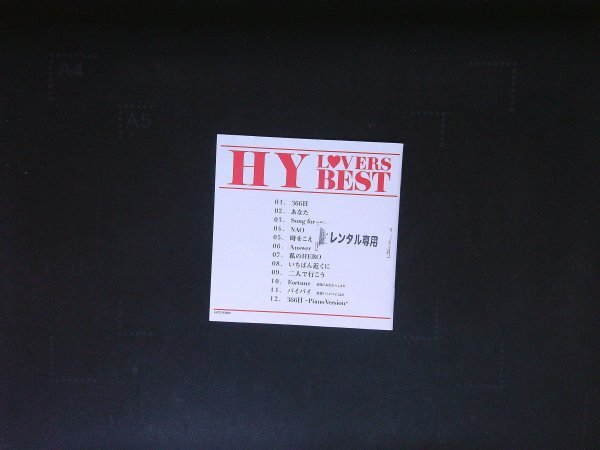 A4
A5
HY LOVERS BEST
01. 366日
02. あなた
03. Song for
04. NAO
05. 時をこえ
06. Answer
レンタル専用
07. 私のHERO
08. いちばん近くに
09. 二人で行こう
10. Fortune
11. バイバイ
12. 366日 -PianoVersion-